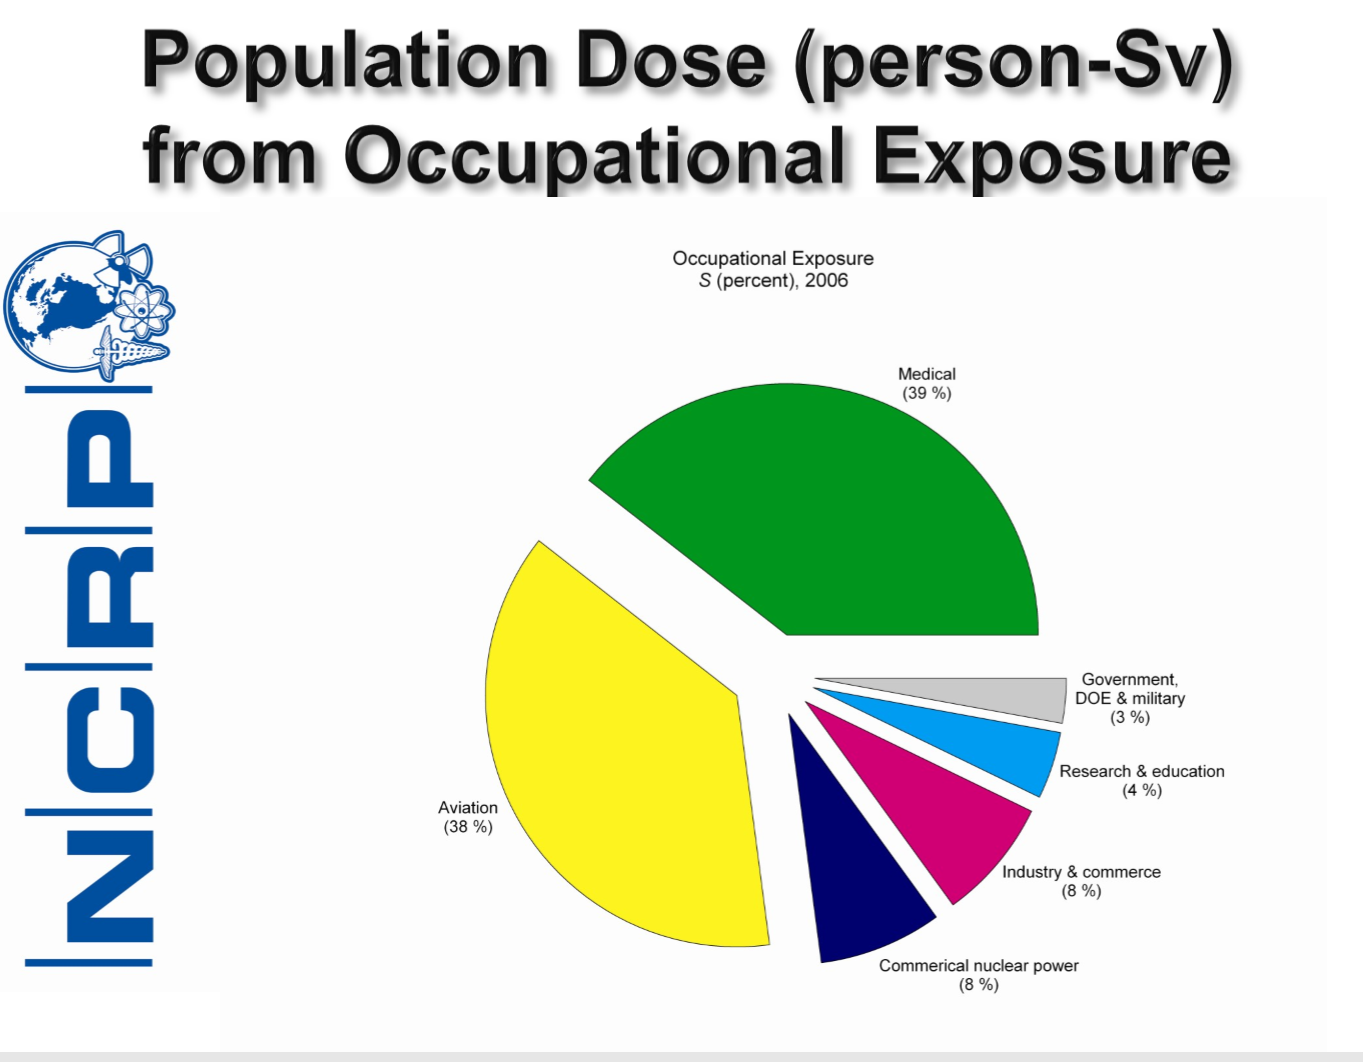 Population Dose (person-Sv)
from Occupational Exposure
Occupational Exposure
S (percent), 2006
Medical
(39 %)
Government,
DOE & military
(3 %)
Research & education
(4 %)
Industry & commerce
(8 %)
Commerical nuclear power
(8 %)
Aviation
(38 %)
N|C|R|P